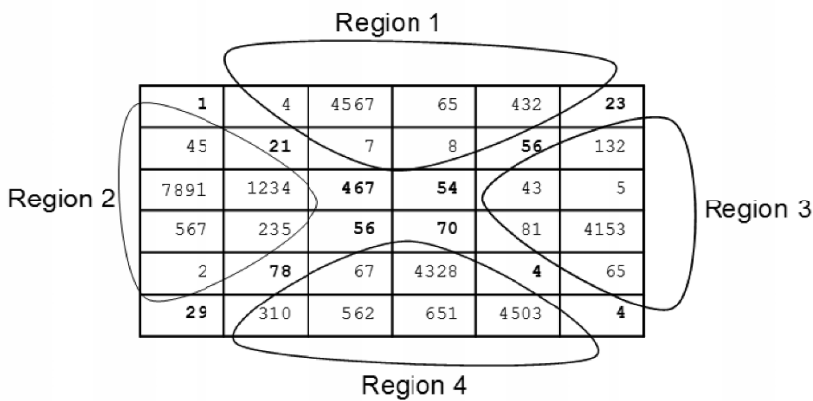 Region 1
1 4 4567 65 432 23
45 21 7 8 56 132
7891 1234 467 54 43 5
Region 2
Region 3
567 235 56 70 81 4153
2 78 67 4328 4 65
29 310 562 651 4503 4
Region 4